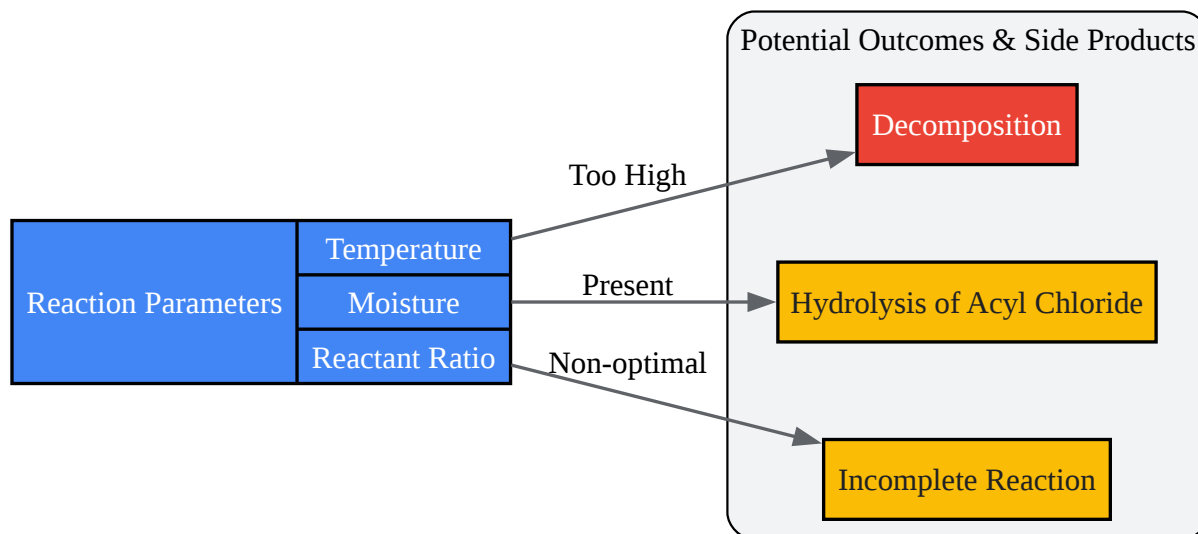 Potential Outcomes & Side Products
Decomposition
Too High
Temperature
Reaction Parameters
Moisture
Present
Hydrolysis of Acyl Chloride
Reactant Ratio
Non-optimal
Incomplete Reaction